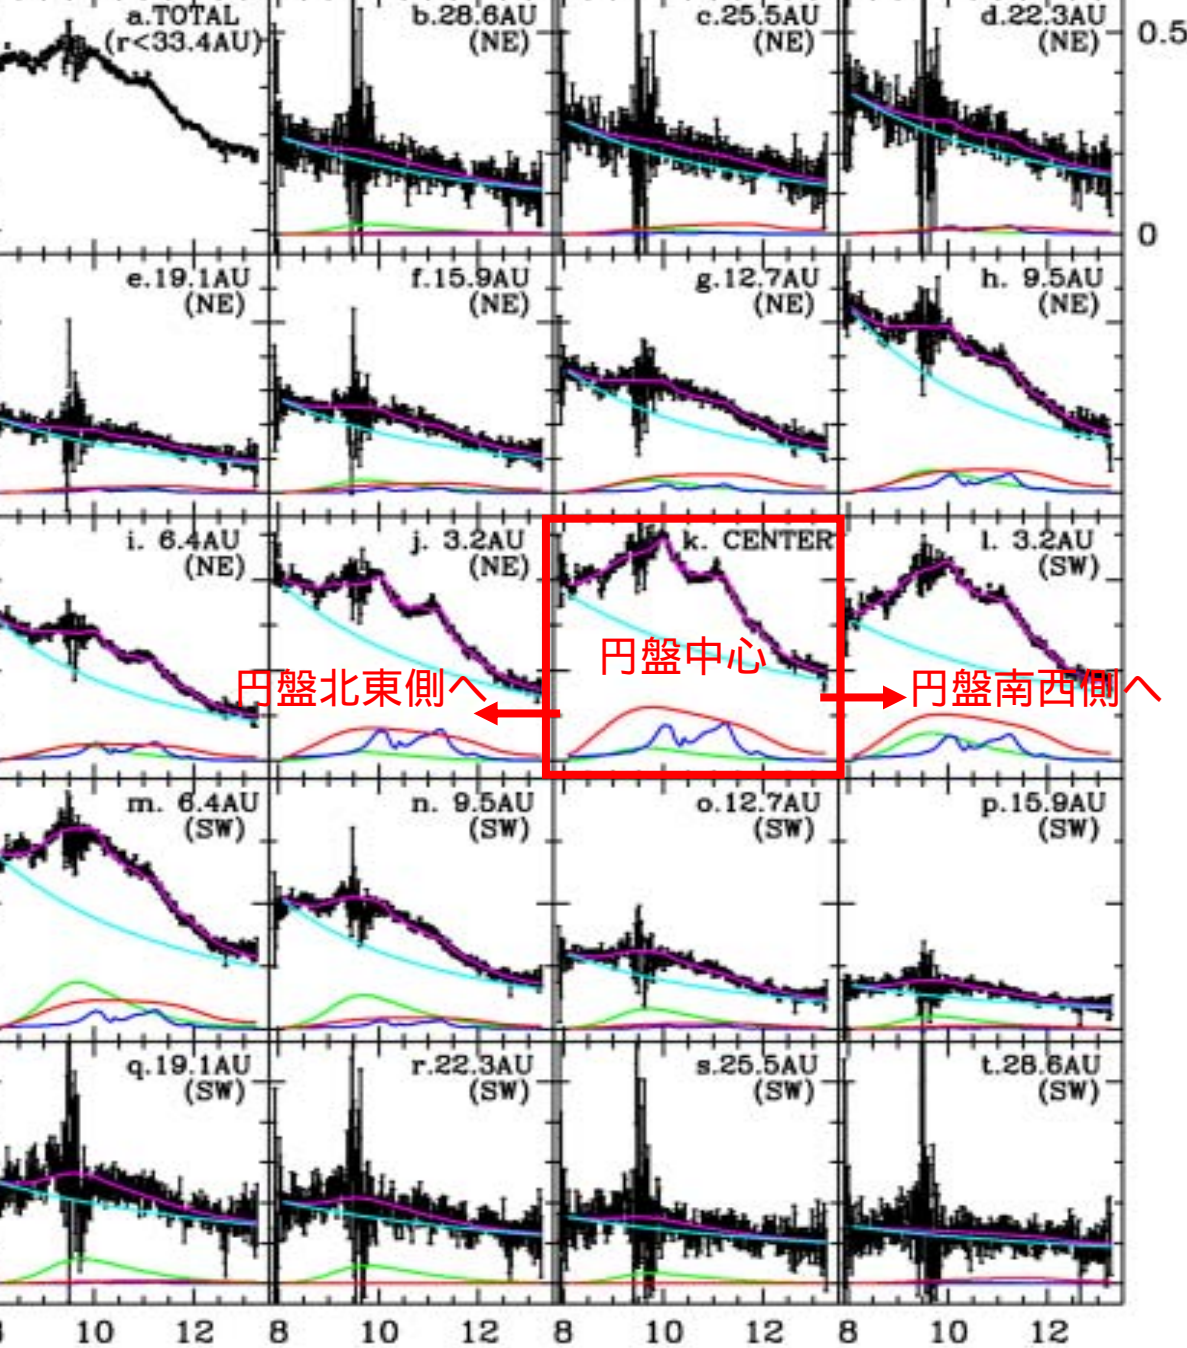 a.TOTAL
(r<33.4AU)
b.28.6AU
(NE)
c.25.5AU
(NE)
d.22.3AU
(NE)
0.5
0
e.19.1AU
(NE)
f.15.9AU
(NE)
g.12.7AU
(NE)
h. 9.5AU
(NE)
i. 6.4AU
(NE)
j. 3.2AU
(NE)
k. CENTER
l. 3.2AU
(SW)
円盤中心
円盤北東側へ
円盤南西側へ
m. 6.4AU
(SW)
n. 9.5AU
(SW)
o.12.7AU
(SW)
p.15.9AU
(SW)
q.19.1AU
(SW)
r.22.3AU
(SW)
s.25.5AU
(SW)
t.28.6AU
(SW)
10 12 10 12 8 10 12 8 10 12